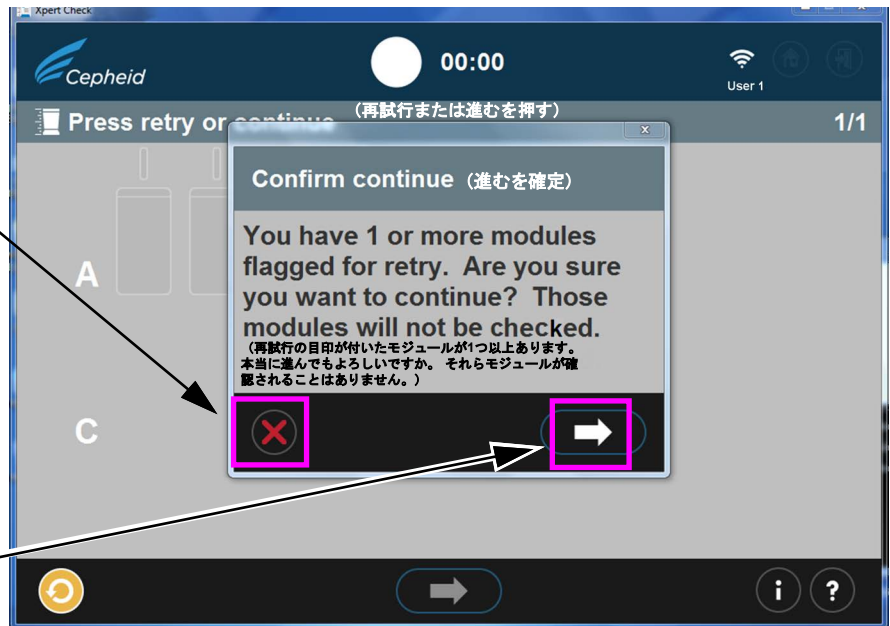 Xpert Check
Cepheid
00:00
User 1
(再試行または進むを押す)
Press retry or continue
1/1
Confirm continue (進むを確定)
You have 1 or more modules
flagged for retry. Are you sure
you want to continue? Those
modules will not be checked.
(再試行の目印が付いたモジュールが1つ以上あります。
本当に進んでもよろしいですか。 それらモジュールが確
認されることはありません。)
A
C
i
?